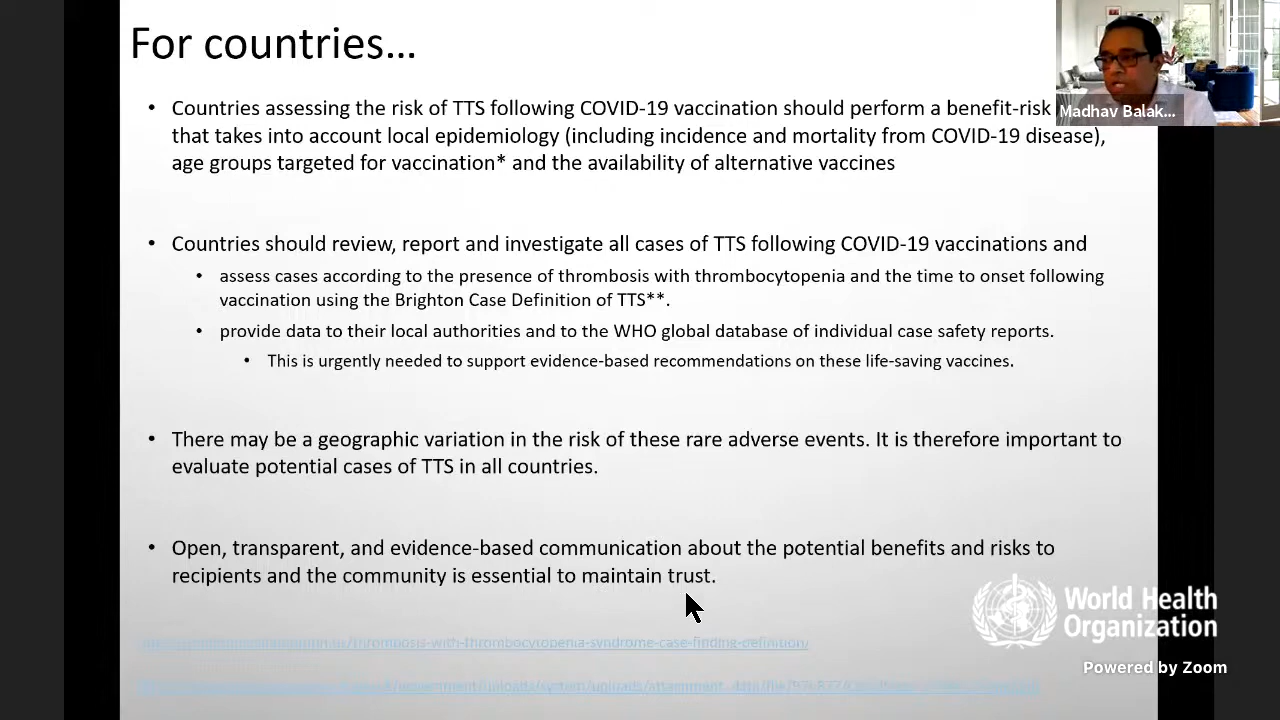 For countries...
• Countries assessing the risk of TTS following COVID-19 vaccination should perform a benefit-risk
that takes into account local epidemiology (including incidence and mortality from COVID-19 disease),
age groups targeted for vaccination* and the availability of alternative vaccines
• Countries should review, report and investigate all cases of TTS following COVID-19 vaccinations and
• assess cases according to the presence of thrombosis with thrombocytopenia and the time to onset following
vaccination using the Brighton Case Definition of TTS**.
• provide data to their local authorities and to the WHO global database of individual case safety reports.
• This is urgently needed to support evidence-based recommendations on these life-saving vaccines.
• There may be a geographic variation in the risk of these rare adverse events. It is therefore important to
evaluate potential cases of TTS in all countries.
• Open, transparent, and evidence-based communication about the potential benefits and risks to
recipients and the community is essential to maintain trust.
Madhav Balak...
World Health
Organization
Powered by Zoom